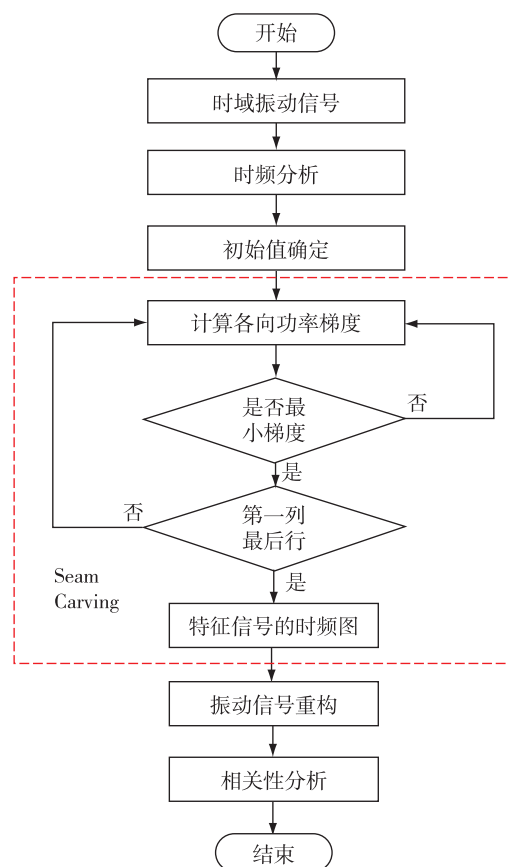 开始
时域振动信号
时频分析
初始值确定
计算各向功率梯度
是否最
小梯度
否
是
否
第一列
最后行
是
Seam
Carving
特征信号的时频图
振动信号重构
相关性分析
结束